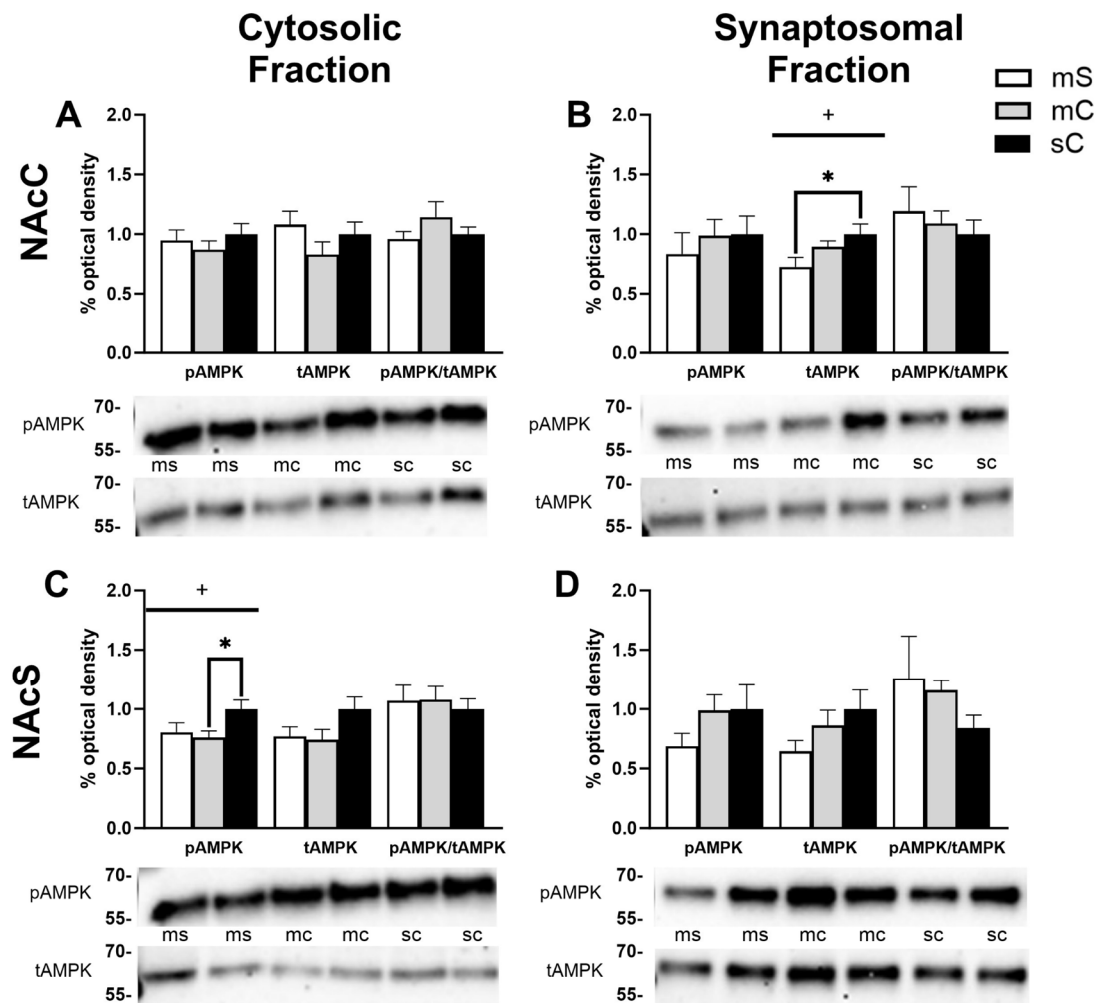 Cytosolic
Fraction
Synaptosomal
Fraction
mS
mC
sC
NAcC
A
% optical density
2.0
1.5
1.0
0.5
0.0
pAMPK tAMPK pAMPK/tAMPK
pAMPK
70-
55-
ms ms mc mc sc sc
tAMPK
70-
55-
B
% optical density
2.0
1.5
1.0
0.5
0.0
+
*
pAMPK tAMPK pAMPK/tAMPK
pAMPK
70-
55-
ms ms mc mc sc sc
tAMPK
70-
55-
NAcS
C
% optical density
2.0
1.5
1.0
0.5
0.0
+
*
pAMPK tAMPK pAMPK/tAMPK
pAMPK
70-
55-
ms ms mc mc sc sc
tAMPK
70-
55-
D
% optical density
2.0
1.5
1.0
0.5
0.0
pAMPK tAMPK pAMPK/tAMPK
pAMPK
70-
55-
ms ms mc mc sc sc
tAMPK
70-
55-